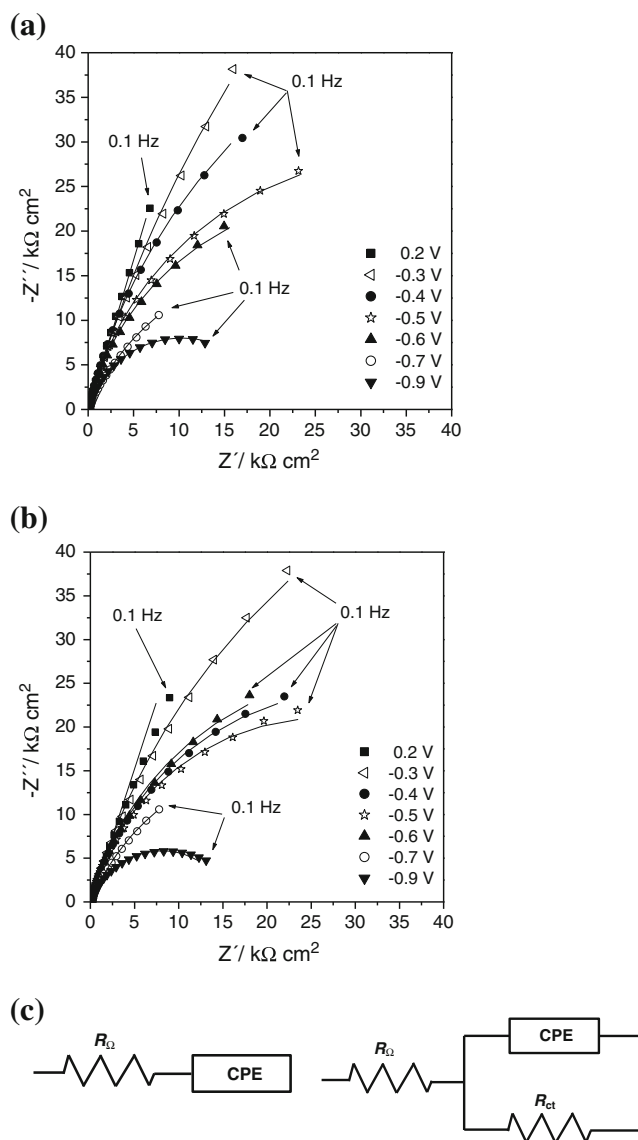 (a)
40
35
30
25
20
15
10
5
0
-Z´´/ kΩ cm²
0.1 Hz
0.1 Hz
0.1 Hz
0.2 V
-0.3 V
-0.4 V
-0.5 V
-0.6 V
-0.7 V
-0.9 V
0 5 10 15 20 25 30 35 40
Z´/ kΩ cm²
(b)
40
35
30
25
20
15
10
5
0
-Z´´/ kΩ cm²
0.1 Hz
0.1 Hz
0.1 Hz
0.2 V
-0.3 V
-0.4 V
-0.5 V
-0.6 V
-0.7 V
-0.9 V
0 5 10 15 20 25 30 35 40
Z´/ kΩ cm²
(c)
RΩ
CPE
RΩ
CPE
Rct